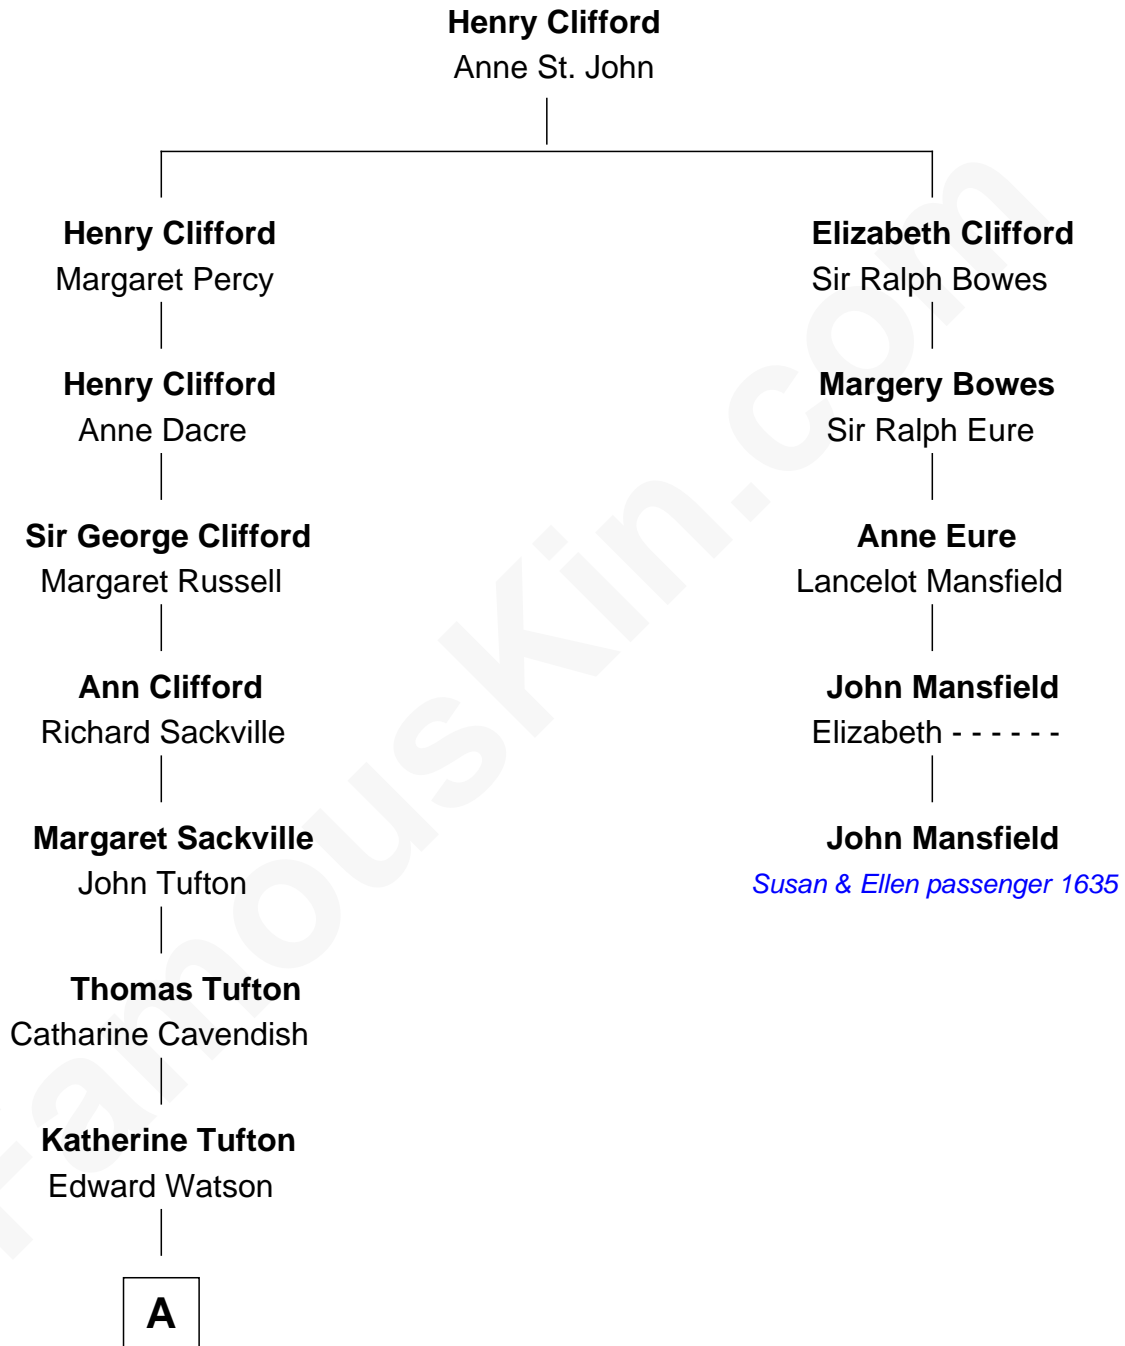 Henry Clifford
Anne St. John
Henry Clifford
Margaret Percy
Elizabeth Clifford
Sir Ralph Bowes
Henry Clifford
Anne Dacre
Margery Bowes
Sir Ralph Eure
Sir George Clifford
Margaret Russell
Anne Eure
Lancelot Mansfield
Ann Clifford
Richard Sackville
John Mansfield
Elizabeth - - - - - -
Margaret Sackville
John Tufton
John Mansfield
Susan & Ellen passenger 1635
Thomas Tufton
Catharine Cavendish
Katherine Tufton
Edward Watson
A
FamousKin.com